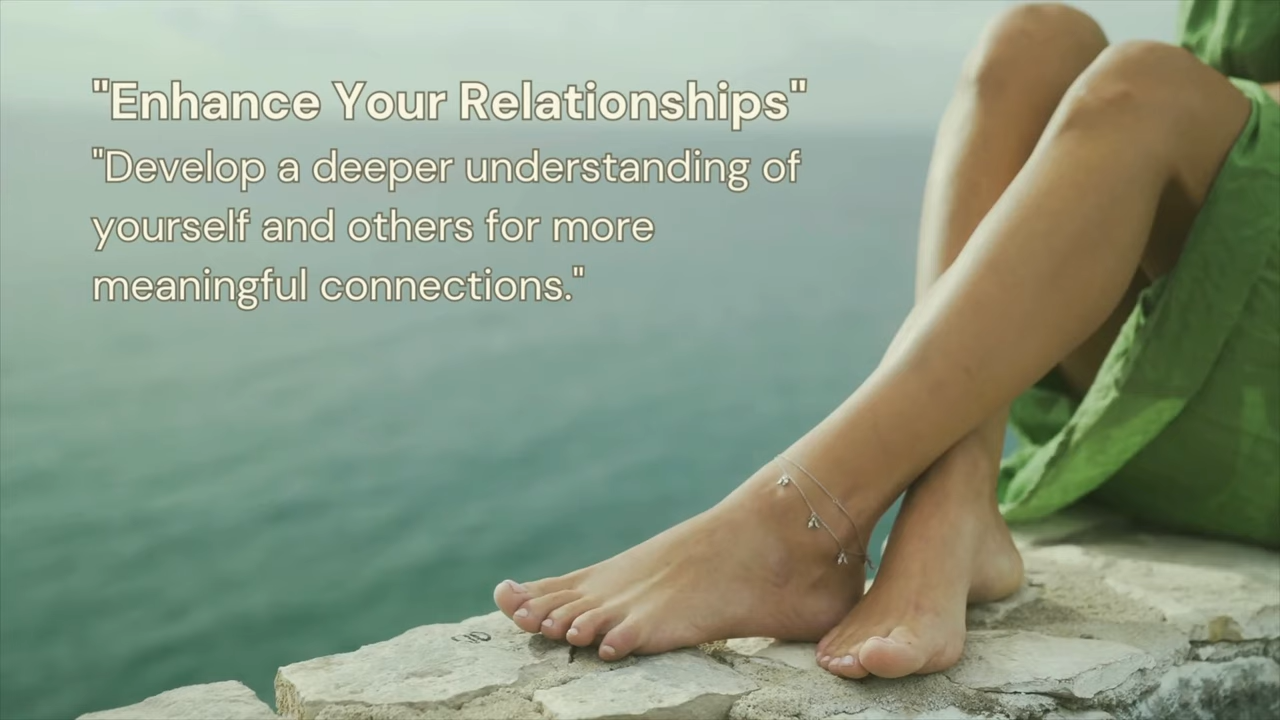 "Enhance Your Relationships"
"Develop a deeper understanding of
yourself and others for more
meaningful connections."